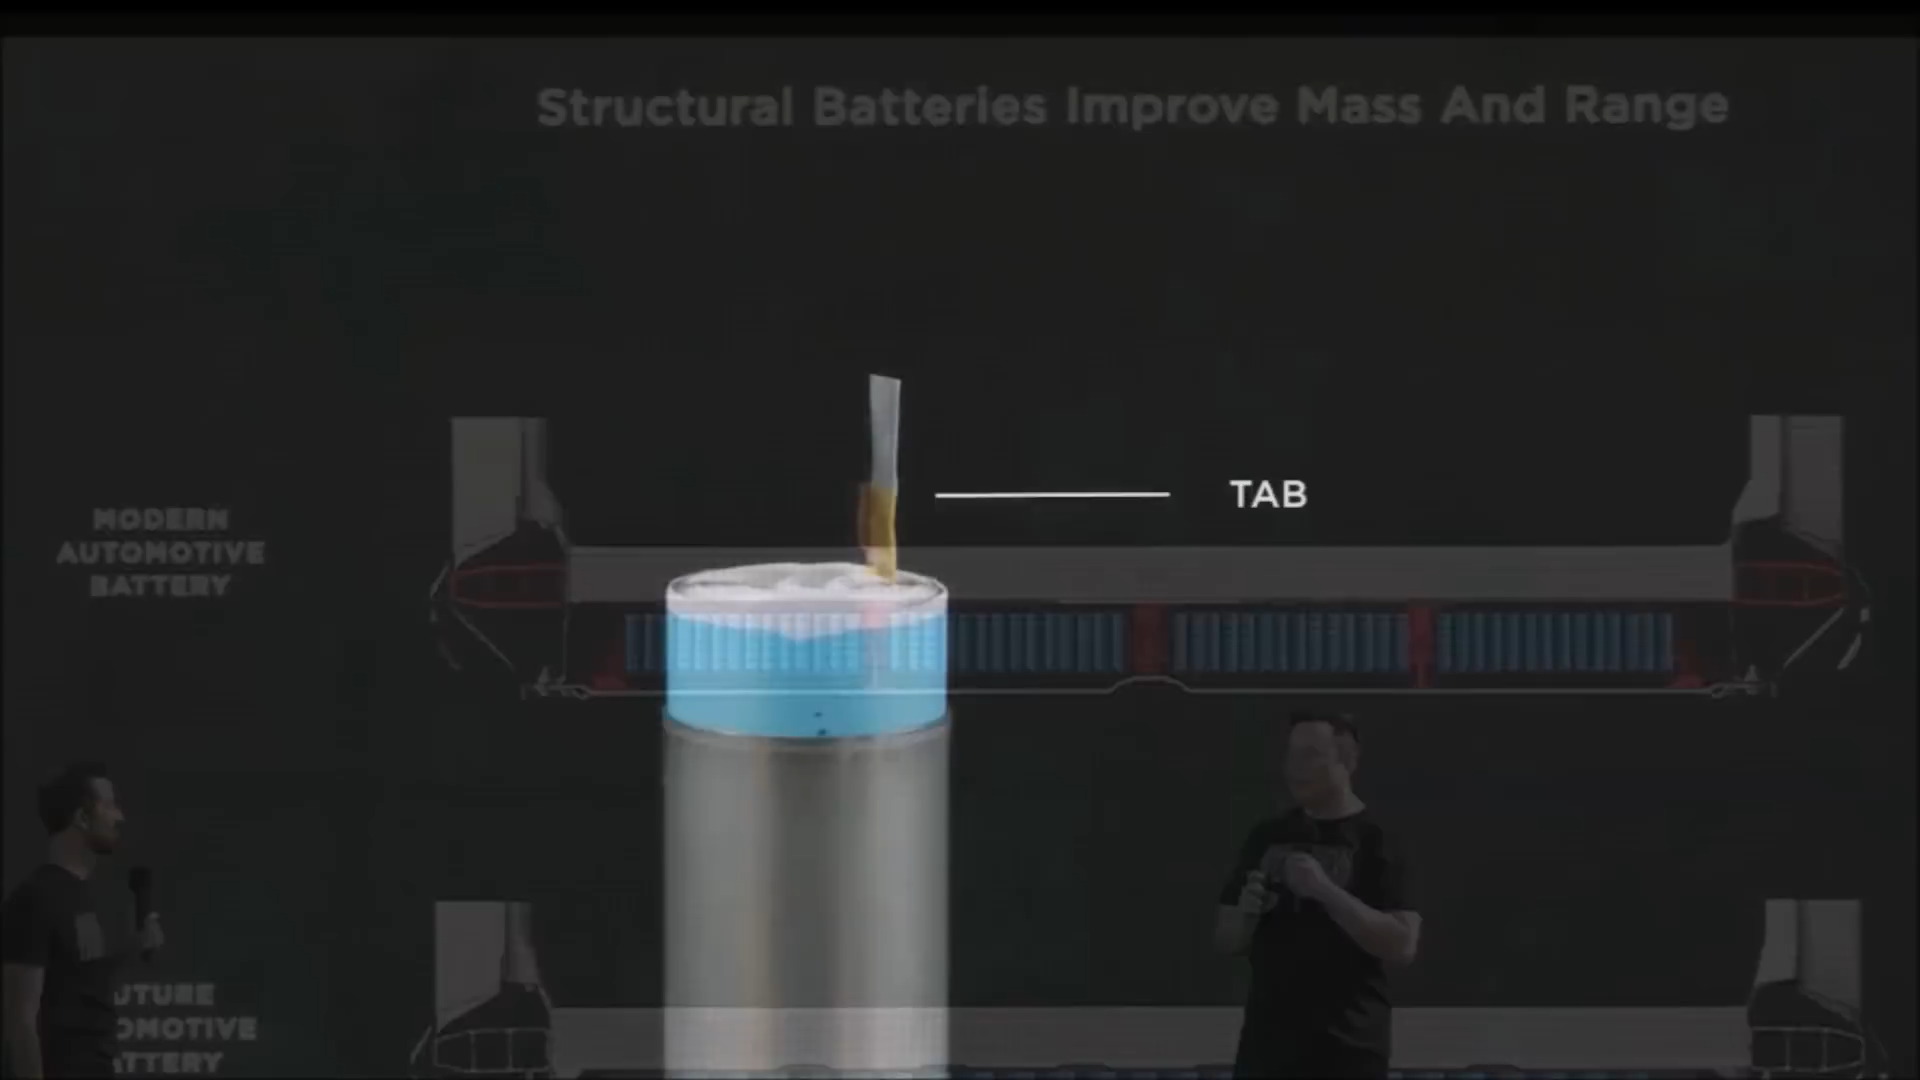 Structural Batteries Improve Mass And Range
TAB
MODERN
AUTOMOTIVE
BATTERY
UTURE
OMOTIVE
TTERY